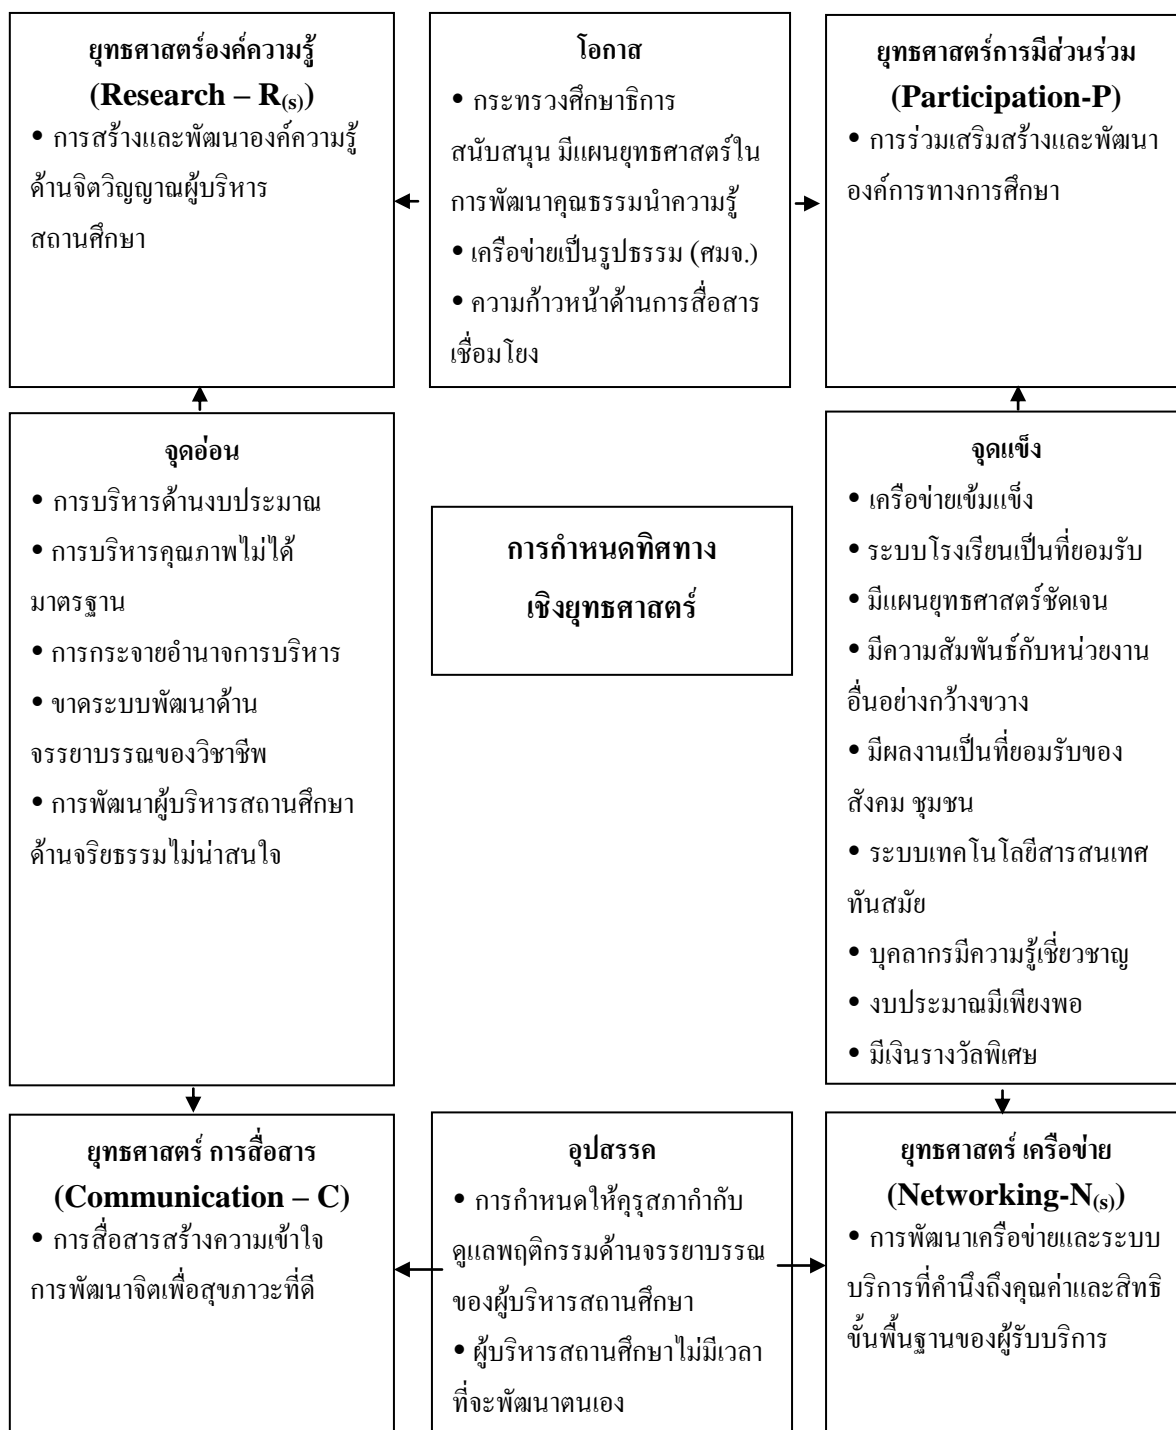 ยุทธศาสตร์องค์ความรู้
(Research – R(s))
• การสร้างและพัฒนาองค์ความรู้
ด้านจิตวิญญาณผู้บริหาร
สถานศึกษา
โอกาส
• กระทรวงศึกษาธิการ
สนับสนุน มีแผนยุทธศาสตร์ใน
การพัฒนาคุณธรรมนำความรู้
• เครือข่ายเป็นรูปธรรม (ศมจ.)
• ความก้าวหน้าด้านการสื่อสาร
เชื่อมโยง
ยุทธศาสตร์การมีส่วนร่วม
(Participation-P)
• การร่วมเสริมสร้างและพัฒนา
องค์การทางการศึกษา
จุดอ่อน
• การบริหารด้านงบประมาณ
• การบริหารคุณภาพไม่ได้
มาตรฐาน
• การกระจายอำนาจการบริหาร
• ขาดระบบพัฒนาด้าน
จรรยาบรรณของวิชาชีพ
• การพัฒนาผู้บริหารสถานศึกษา
ด้านจริยธรรมไม่น่าสนใจ
การกำหนดทิศทาง
เชิงยุทธศาสตร์
จุดแข็ง
• เครือข่ายเข้มแข็ง
• ระบบโรงเรียนเป็นที่ยอมรับ
• มีแผนยุทธศาสตร์ชัดเจน
• มีความสัมพันธ์กับหน่วยงาน
อื่นอย่างกว้างขวาง
• มีผลงานเป็นที่ยอมรับของ
สังคม ชุมชน
• ระบบเทคโนโลยีสารสนเทศ
ทันสมัย
• บุคลากรมีความรู้เชี่ยวชาญ
• งบประมาณมีเพียงพอ
• มีเงินรางวัลพิเศษ
ยุทธศาสตร์ การสื่อสาร
(Communication – C)
• การสื่อสารสร้างความเข้าใจ
การพัฒนาจิตเพื่อสุขภาวะที่ดี
อุปสรรค
• การกำหนดให้คุรุสภากำกับ
ดูแลพฤติกรรมด้านจรรยาบรรณ
ของผู้บริหารสถานศึกษา
• ผู้บริหารสถานศึกษาไม่มีเวลา
ที่จะพัฒนาตนเอง
ยุทธศาสตร์ เครือข่าย
(Networking-N(s))
• การพัฒนาเครือข่ายและระบบ
บริการที่คำนึงถึงคุณค่าและสิทธิ
ขั้นพื้นฐานของผู้รับบริการ